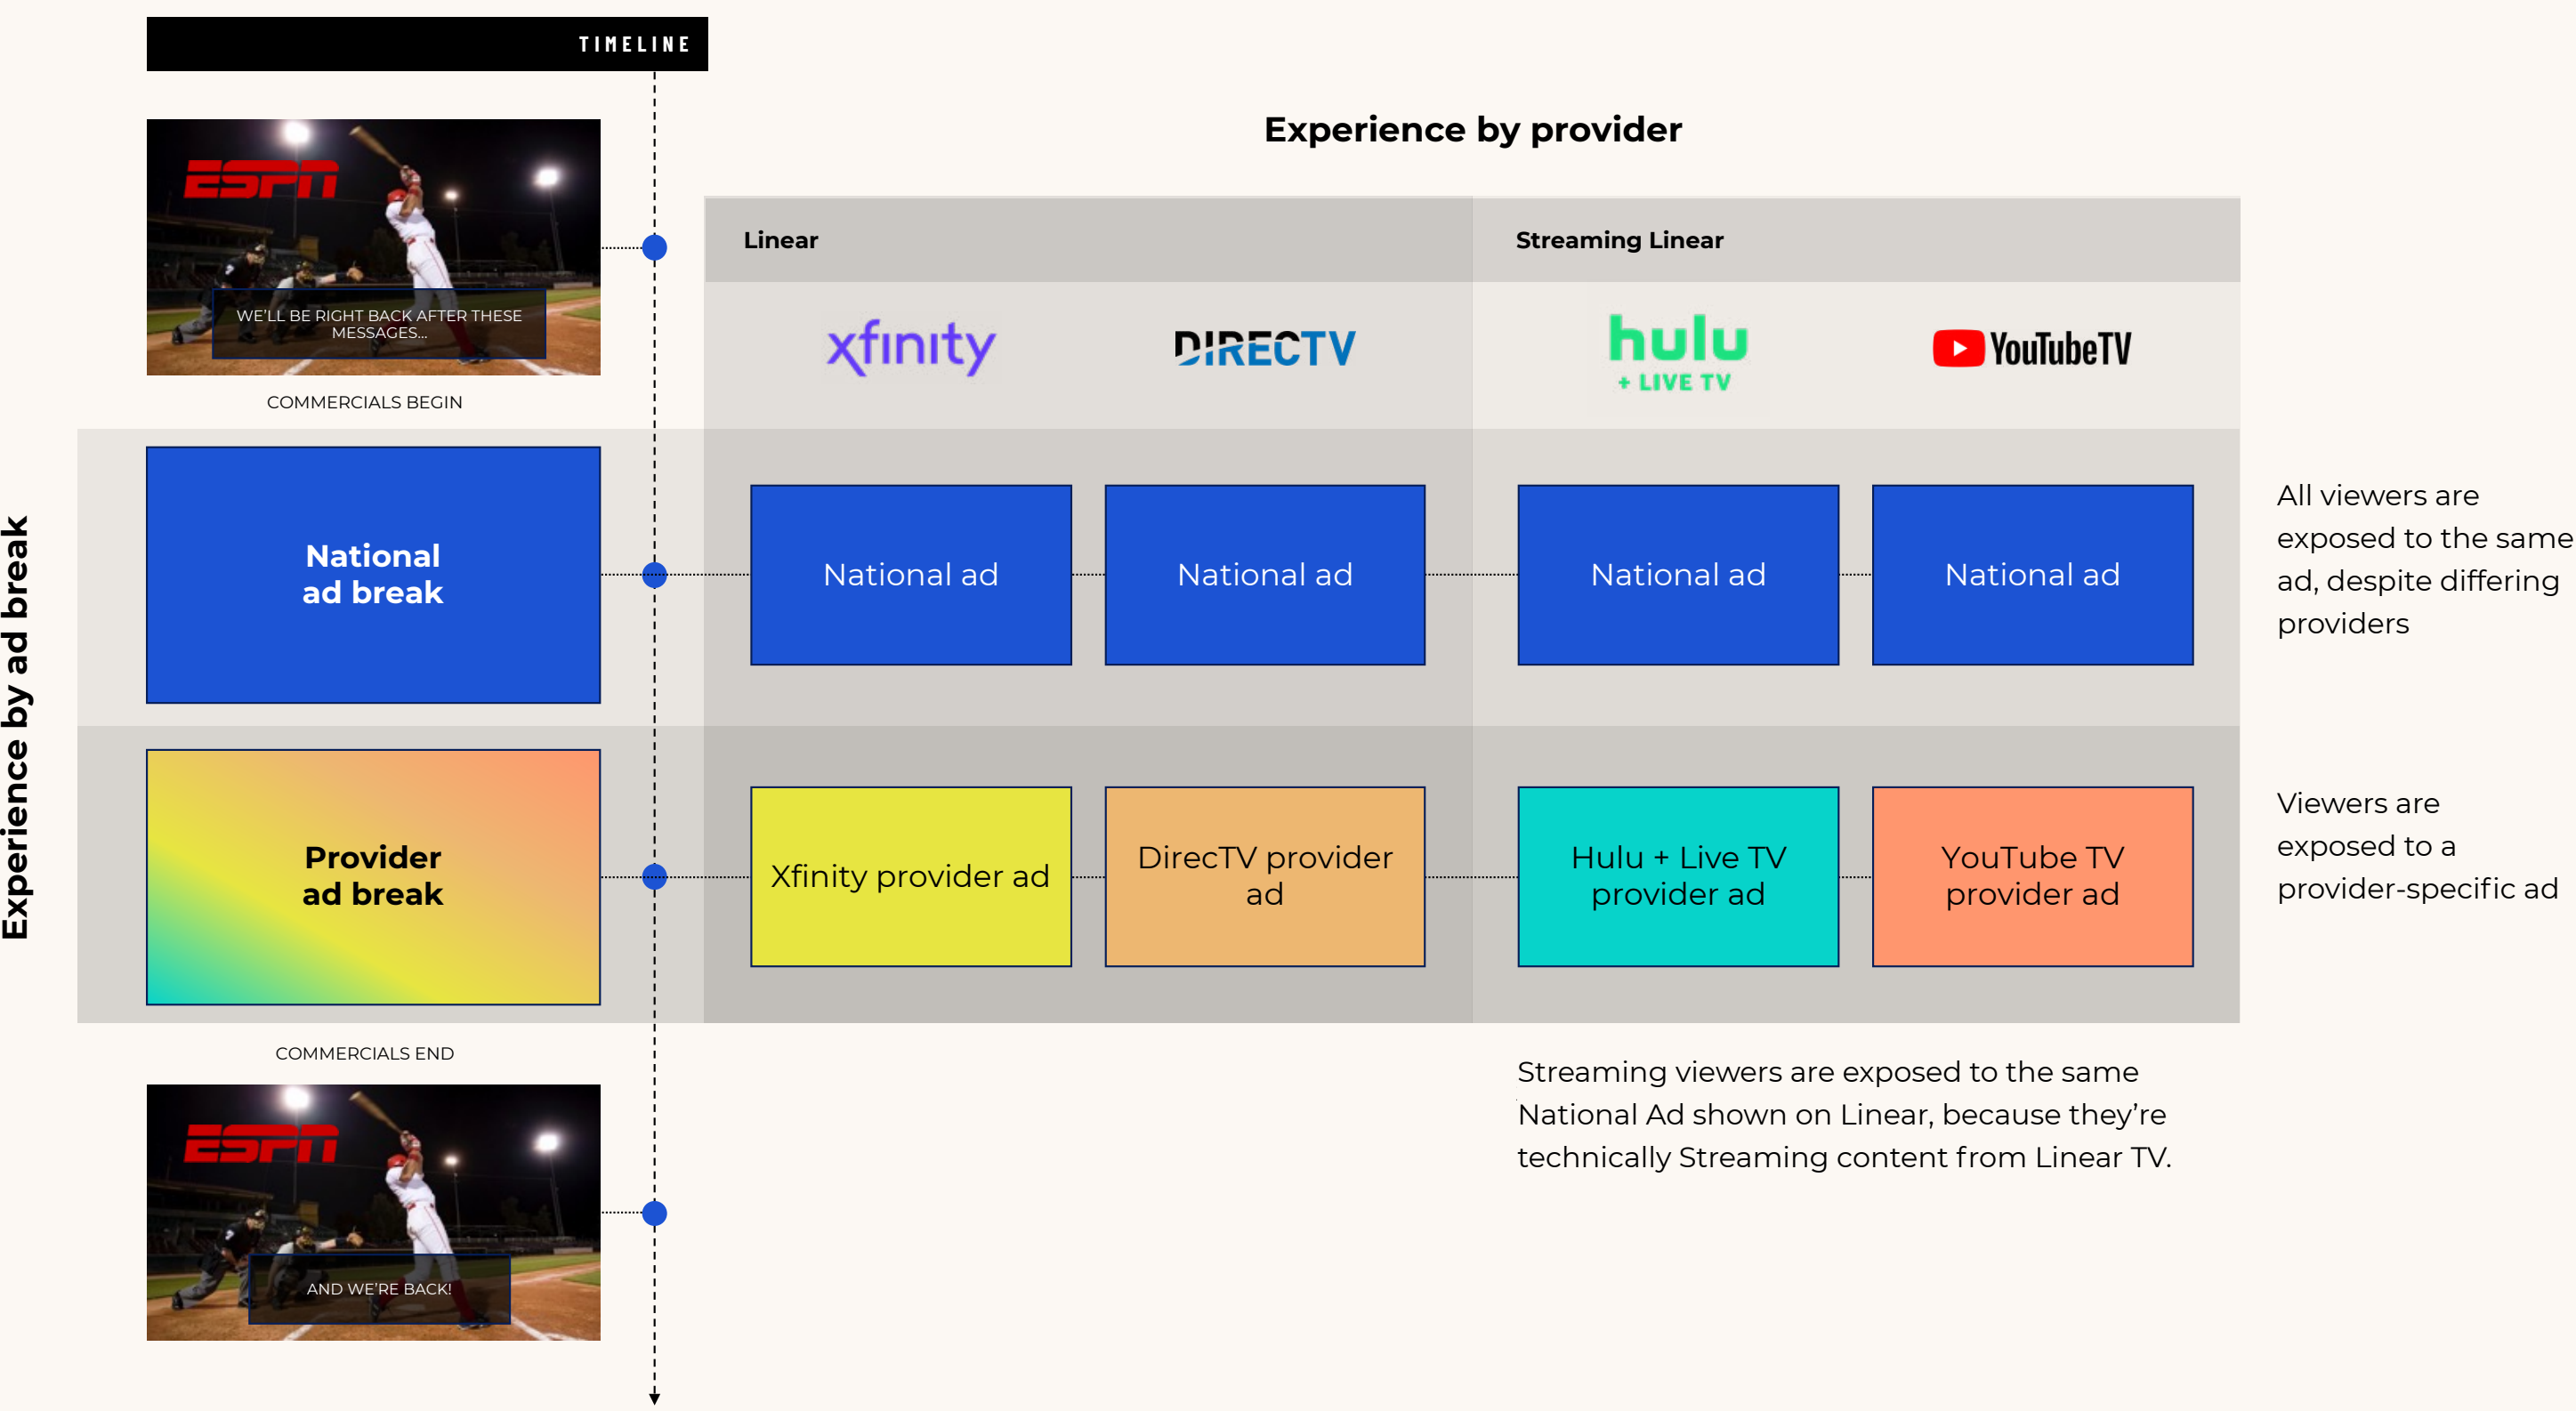 TIMELINE
Experience by provider
ESPN
WE'LL BE RIGHT BACK AFTER THESE
MESSAGES...
COMMERCIALS BEGIN
Linear
Streaming Linear
xfinity
DIRECTV
hulu
+ LIVE TV
YouTubeTV
Experience by ad break
National
ad break
National ad
National ad
National ad
National ad
All viewers are
exposed to the same
ad, despite differing
providers
Provider
ad break
Xfinity provider ad
DirecTV provider
ad
Hulu + Live TV
provider ad
YouTube TV
provider ad
Viewers are
exposed to a
provider-specific ad
COMMERCIALS END
Streaming viewers are exposed to the same
National Ad shown on Linear, because they’re
technically Streaming content from Linear TV.
ESPN
AND WE'RE BACK!